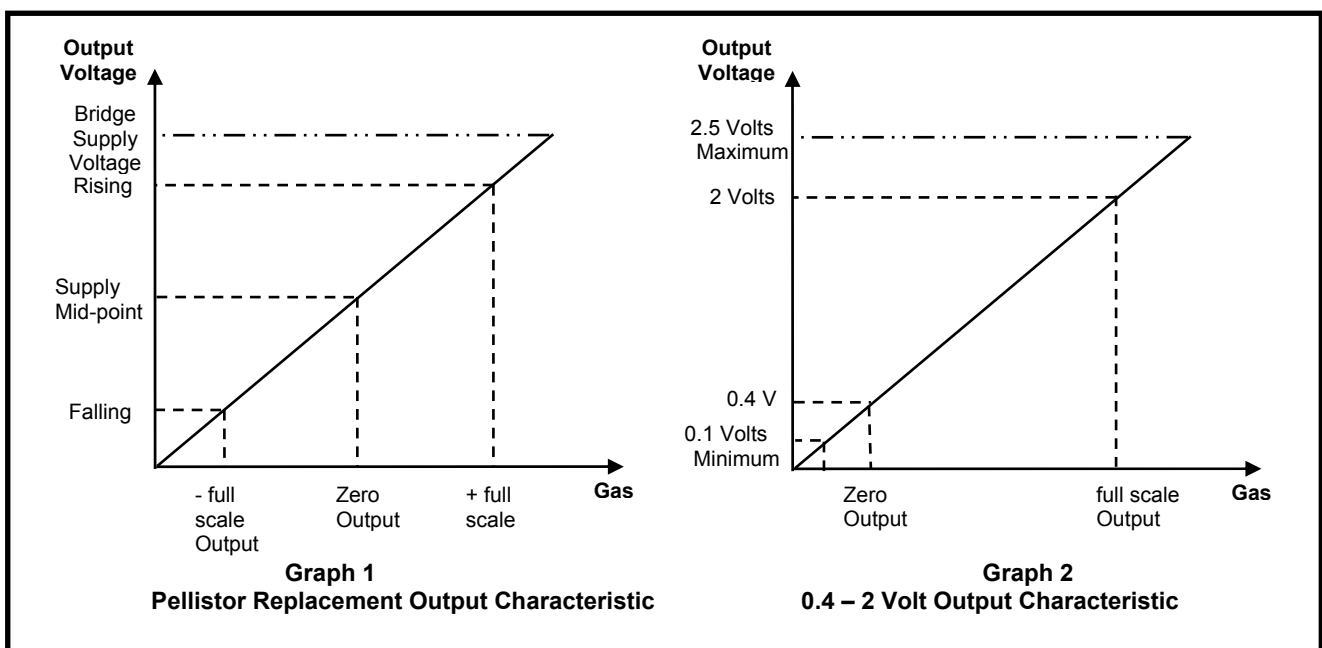 Output
Voltage
Bridge
Supply
Voltage
Rising
Supply
Mid-point
Falling
- full
scale
Output
Zero
Output
+ full
scale
Gas
Graph 1
Pellistor Replacement Output Characteristic
Output
Voltage
2.5 Volts
Maximum
2 Volts
0.4 V
0.1 Volts
Minimum
Zero
Output
full scale
Output
Gas
Graph 2
0.4 – 2 Volt Output Characteristic